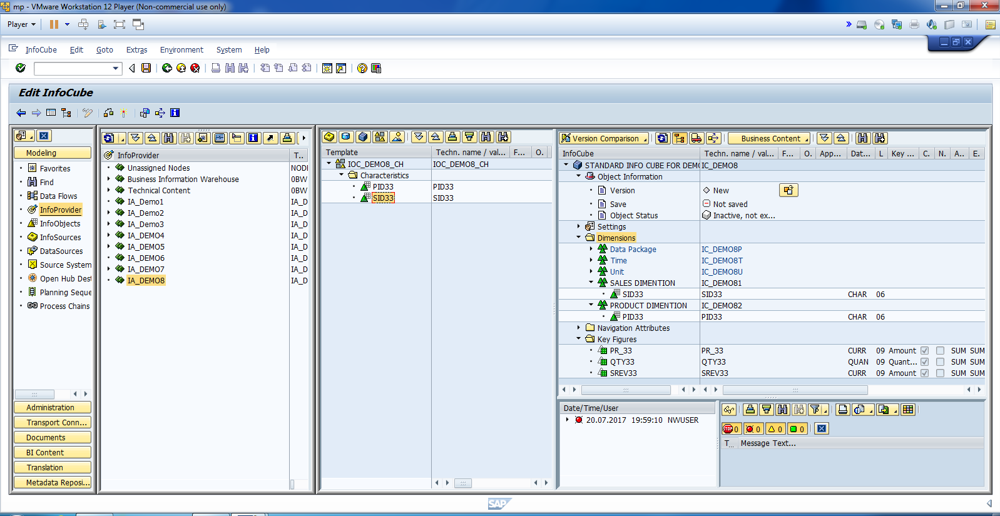 mp - VMware Workstation 12 Player (Non-commercial use only)
Player
InfoCube Edit Goto Extras Environment System Help
Edit InfoCube
Modeling
Favorites
Find
Data Flows
InfoProvider
InfoObjects
InfoSources
DataSources
Source System
Open Hub Dest
Planning Seque
Process Chains
Administration
Transport Conn...
Documents
BI Content
Translation
Metadata Reposi...
InfoProvider T..
Unassigned Nodes NODI
Business Information Warehouse 0BW
Technical Content 0BW
IA_Demo1 IA_D
IA_Demo2 IA_D
IA_Demo3 IA_D
IA_DEMO4 IA_D
IA_DEMO5 IA_D
IA_DEMO6 IA_D
IA_DEMO7 IA_D
IA_DEMO8 IA_D
Template Techn. name / val... F... O.
IOC_DEMO8_CH IOC_DEMO8_CH
Characteristics
PID33 PID33
SID33 SID33
Version Comparison Business Content
InfoCube Techn. name / val... F... O. App... Dat... L Key ... C. N. A... E.
STANDARD INFO CUBE FOR DEMO IC_DEMO8
Object Information
Version New
Save Not saved
Object Status Inactive, not ex...
Settings
Dimensions
Data Package IC_DEMO8P
Time IC_DEMO8T
Unit IC_DEMO8U
SALES DIMENTION IC_DEMO81
SID33 SID33 CHAR 06
PRODUCT DIMENTION IC_DEMO82
PID33 PID33 CHAR 06
Navigation Attributes
Key Figures
PR_33 PR_33 CURR 09 Amount SUM SUM
QTY33 QTY33 QUAN 09 Quant... SUM SUM
SREV33 SREV33 CURR 09 Amount SUM SUM
Date/Time/User
20.07.2017 19:59:10 NWUSER
STOP 0 0 0 0
T... Message Text...
SAP